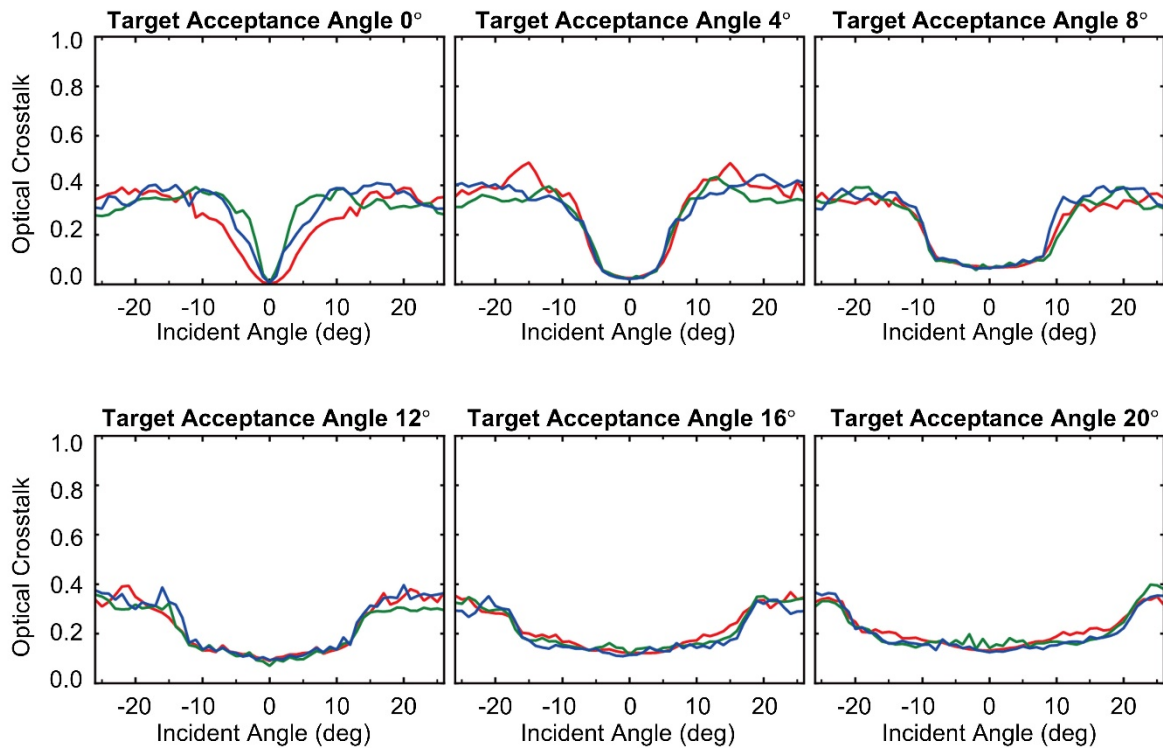 Target Acceptance Angle 0°
Target Acceptance Angle 4°
Target Acceptance Angle 8°
Optical Crosstalk
1.0
0.8
0.6
0.4
0.2
0.0
-20 -10 0 10 20
-20 -10 0 10 20
-20 -10 0 10 20
Incident Angle (deg)
Incident Angle (deg)
Incident Angle (deg)
Target Acceptance Angle 12°
Target Acceptance Angle 16°
Target Acceptance Angle 20°
Optical Crosstalk
1.0
0.8
0.6
0.4
0.2
0.0
-20 -10 0 10 20
-20 -10 0 10 20
-20 -10 0 10 20
Incident Angle (deg)
Incident Angle (deg)
Incident Angle (deg)